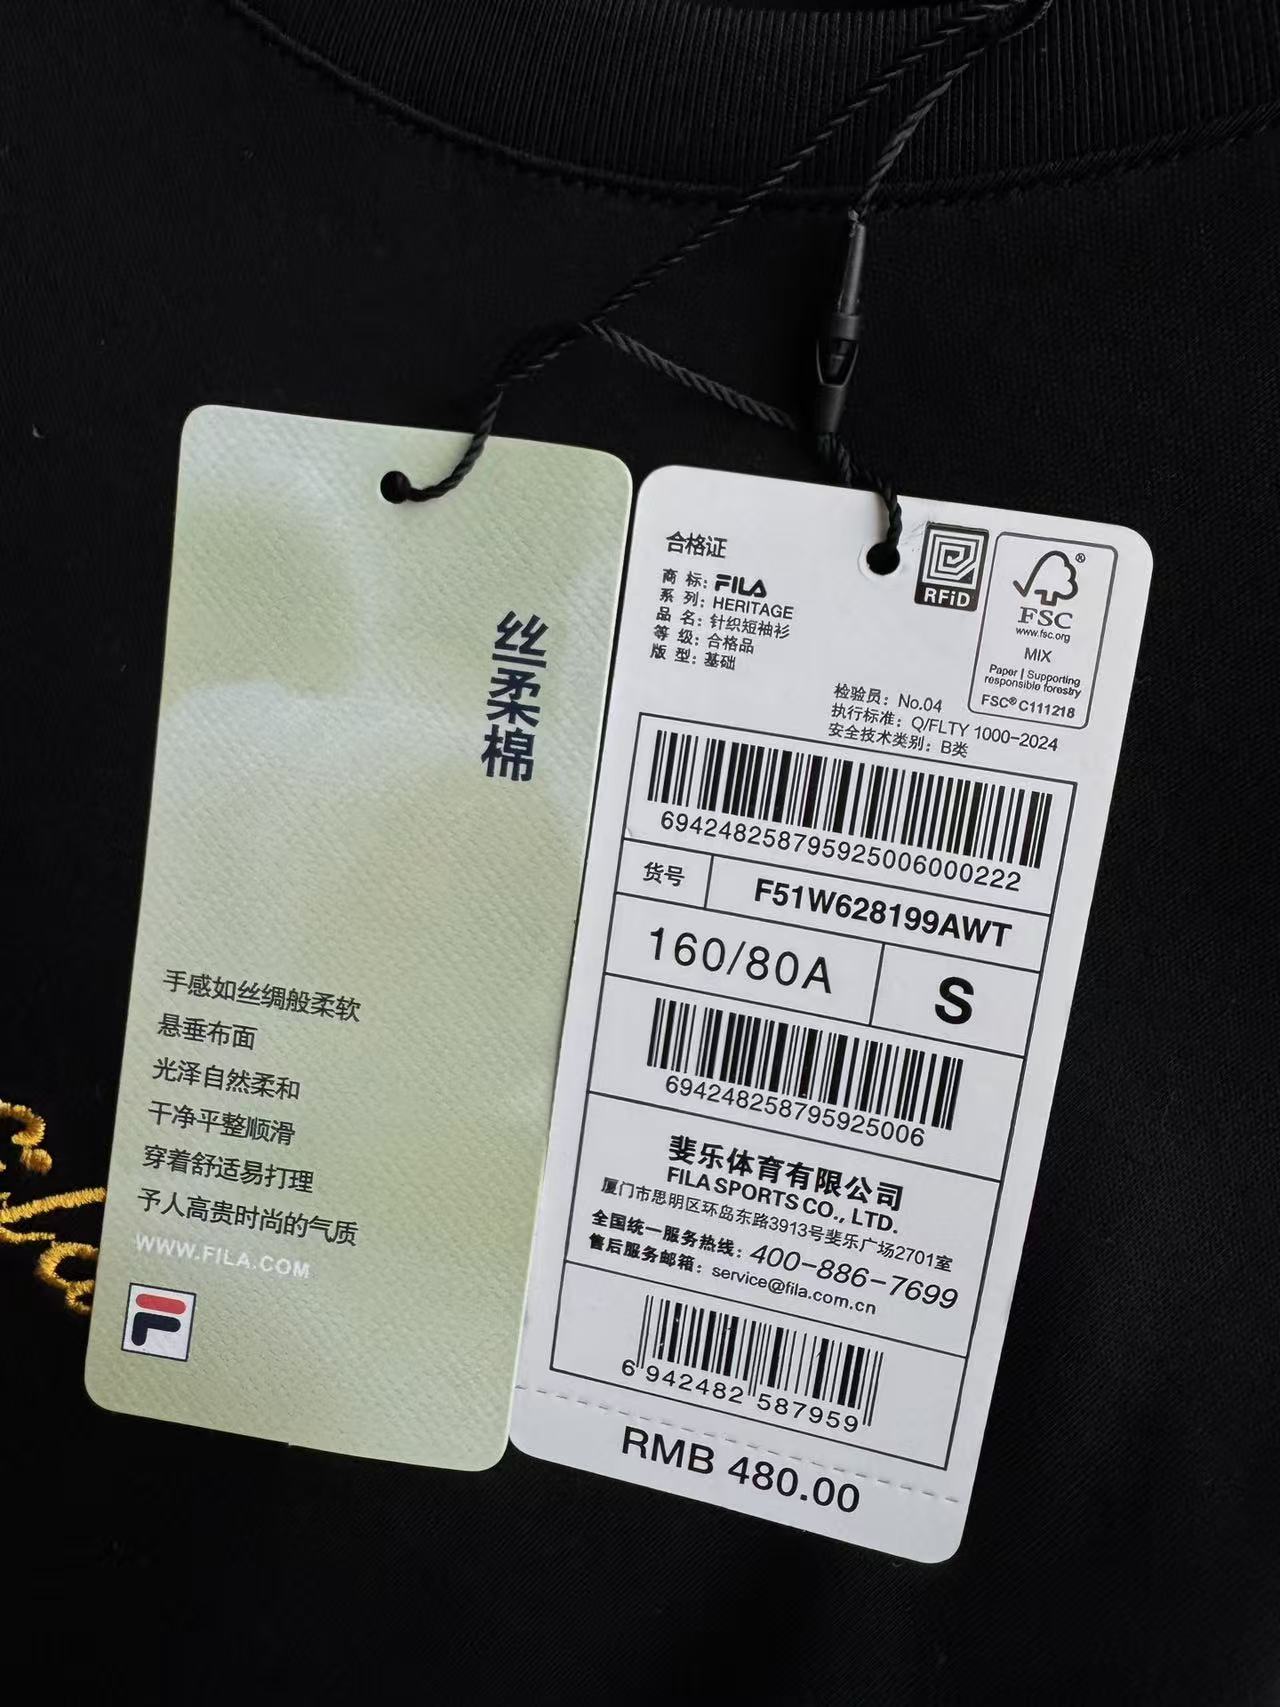 丝柔棉
手感如丝绸般柔软
悬垂布面
光泽自然柔和
干净平整顺滑
穿着舒适易打理
予人高贵时尚的气质
WWW.FILA.COM
F
合格证
商 标: FILA
系 列: HERITAGE
品 名: 针织短袖衫
等 级: 合格品
版 型: 基础
RFiD
FSC®
www.fsc.org
MIX
Paper | Supporting
responsible forestry
FSC® C111218
检验员: No.04
执行标准: Q/FLTY 1000-2024
安全技术类别: B类
694248258795925006000222
货号 F51W628199AWT
160/80A S
694248258795925006
斐乐体育有限公司
FILA SPORTS CO., LTD.
厦门市思明区环岛东路3913号斐乐广场2701室
全国统一服务热线: 400-886-7699
售后服务邮箱: service@fila.com.cn
6 942482 587959
RMB 480.00